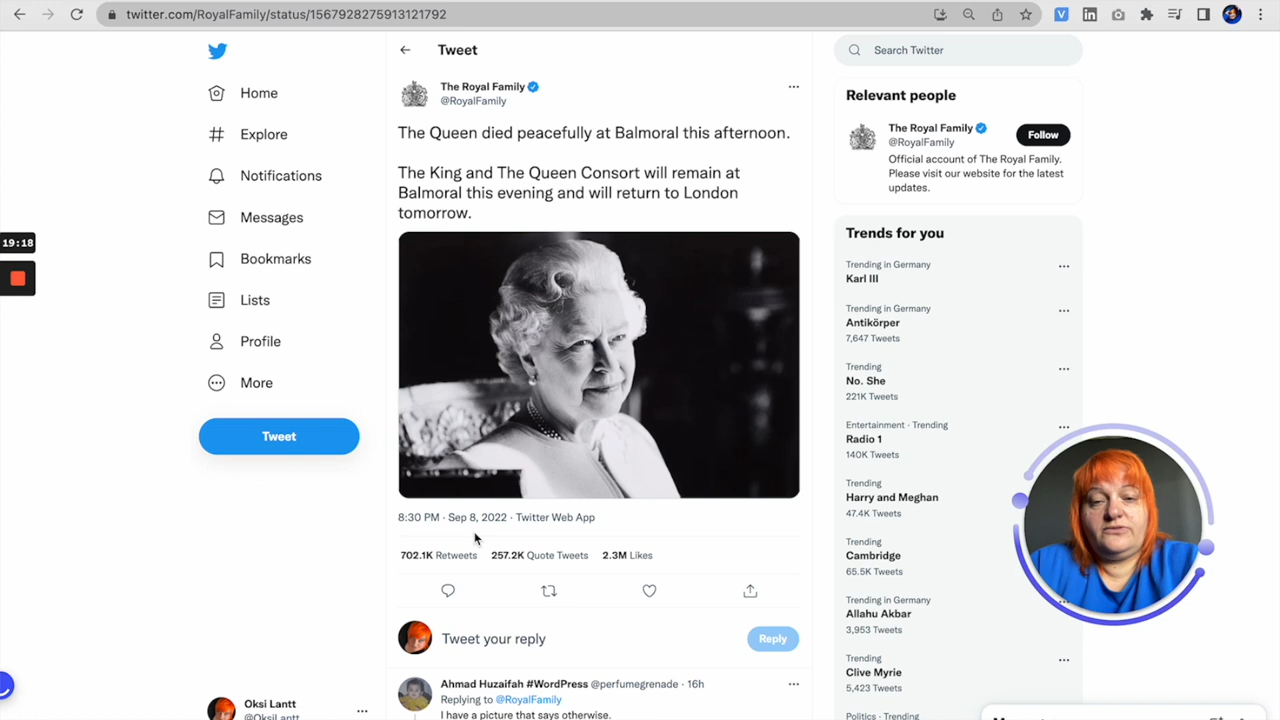 twitter.com/RoyalFamily/status/1567928275913121792
Tweet
Search Twitter
Home
Explore
Notifications
Messages
Bookmarks
Lists
Profile
More
Tweet
19:18
The Royal Family
@RoyalFamily
The Queen died peacefully at Balmoral this afternoon.
The King and The Queen Consort will remain at
Balmoral this evening and will return to London
tomorrow.
8:30 PM · Sep 8, 2022 · Twitter Web App
702.1K Retweets 257.2K Quote Tweets 2.3M Likes
Tweet your reply
Reply
Ahmad Huzaifah #WordPress @perfumegrenade · 16h
Replying to @RoyalFamily
I have a picture that says otherwise.
Oksi Lantt
@OksiLantt
Relevant people
The Royal Family
@RoyalFamily
Follow
Official account of The Royal Family.
Please visit our website for the latest
updates.
Trends for you
Trending in Germany
Karl III
Trending in Germany
Antikörper
7,647 Tweets
Trending
No. She
221K Tweets
Entertainment · Trending
Radio 1
140K Tweets
Trending
Harry and Meghan
47.4K Tweets
Trending
Cambridge
65.5K Tweets
Trending in Germany
Allahu Akbar
3,953 Tweets
Trending
Clive Myrie
5,423 Tweets
Politics · Trending